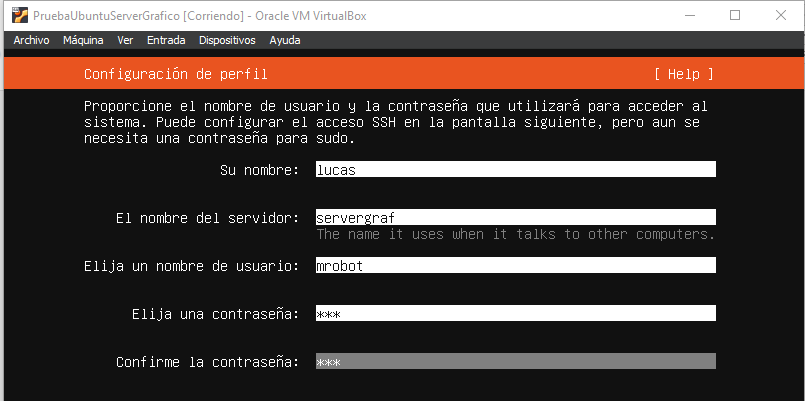 PruebaUbuntuServerGrafico [Corriendo] - Oracle VM VirtualBox
Archivo Máquina Ver Entrada Dispositivos Ayuda
Configuración de perfil [ Help ]
Proporcione el nombre de usuario y la contraseña que utilizará para acceder al
sistema. Puede configurar el acceso SSH en la pantalla siguiente, pero aun se
necesita una contraseña para sudo.
Su nombre: lucas
El nombre del servidor: servergraf
The name it uses when it talks to other computers.
Elija un nombre de usuario: mrobot
Elija una contraseña: ***
Confirme la contraseña: ***